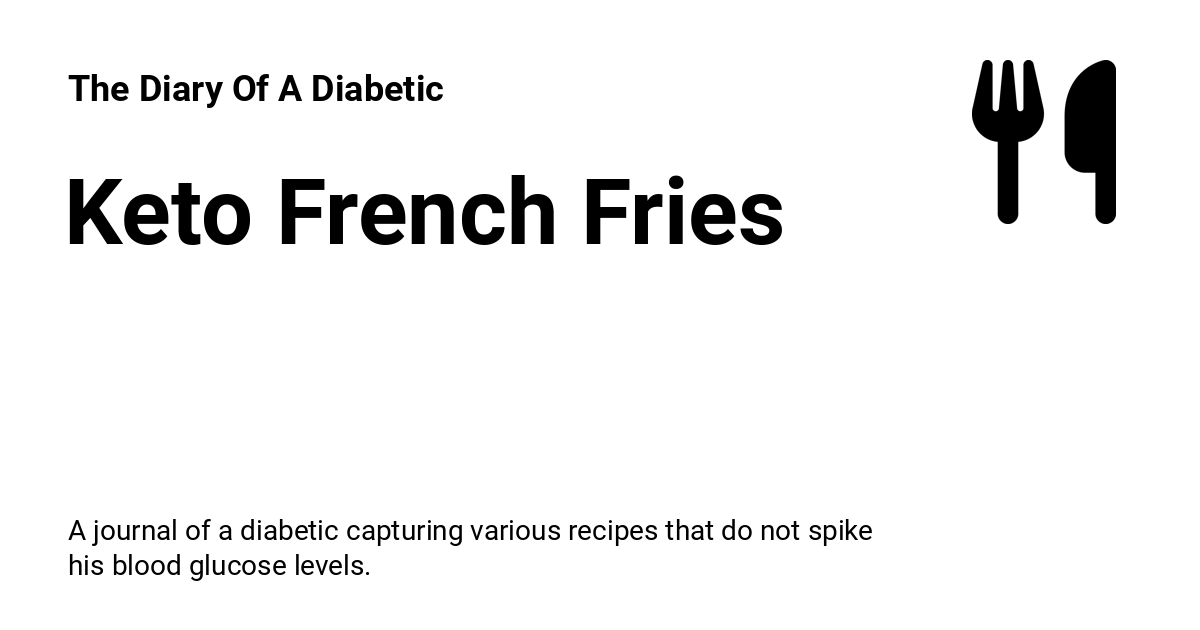 The Diary Of A Diabetic
Keto French Fries
A journal of a diabetic capturing various recipes that do not spike
his blood glucose levels.